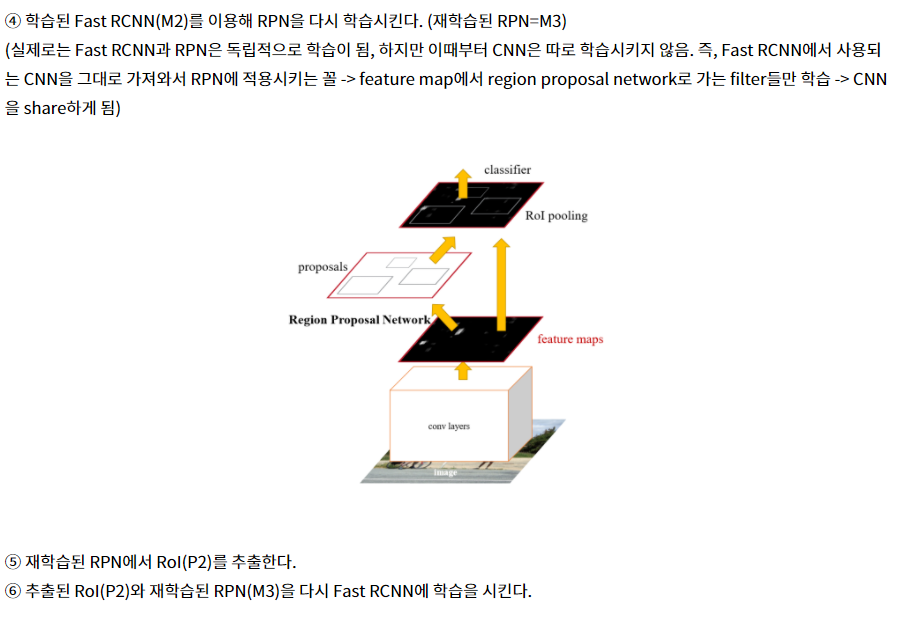 ④ 학습된 Fast RCNN(M2)를 이용해 RPN을 다시 학습시킨다. (재학습된 RPN=M3)
(실제로는 Fast RCNN과 RPN은 독립적으로 학습이 됨, 하지만 이때부터 CNN은 따로 학습시키지 않음. 즉, Fast RCNN에서 사용되
는 CNN을 그대로 가져와서 RPN에 적용시키는 꼴 -> feature map에서 region proposal network로 가는 filter들만 학습 -> CNN
을 share하게 됨)
classifier
RoI pooling
proposals
Region Proposal Network
feature maps
conv layers
image
⑤ 재학습된 RPN에서 RoI(P2)를 추출한다.
⑥ 추출된 RoI(P2)와 재학습된 RPN(M3)을 다시 Fast RCNN에 학습을 시킨다.